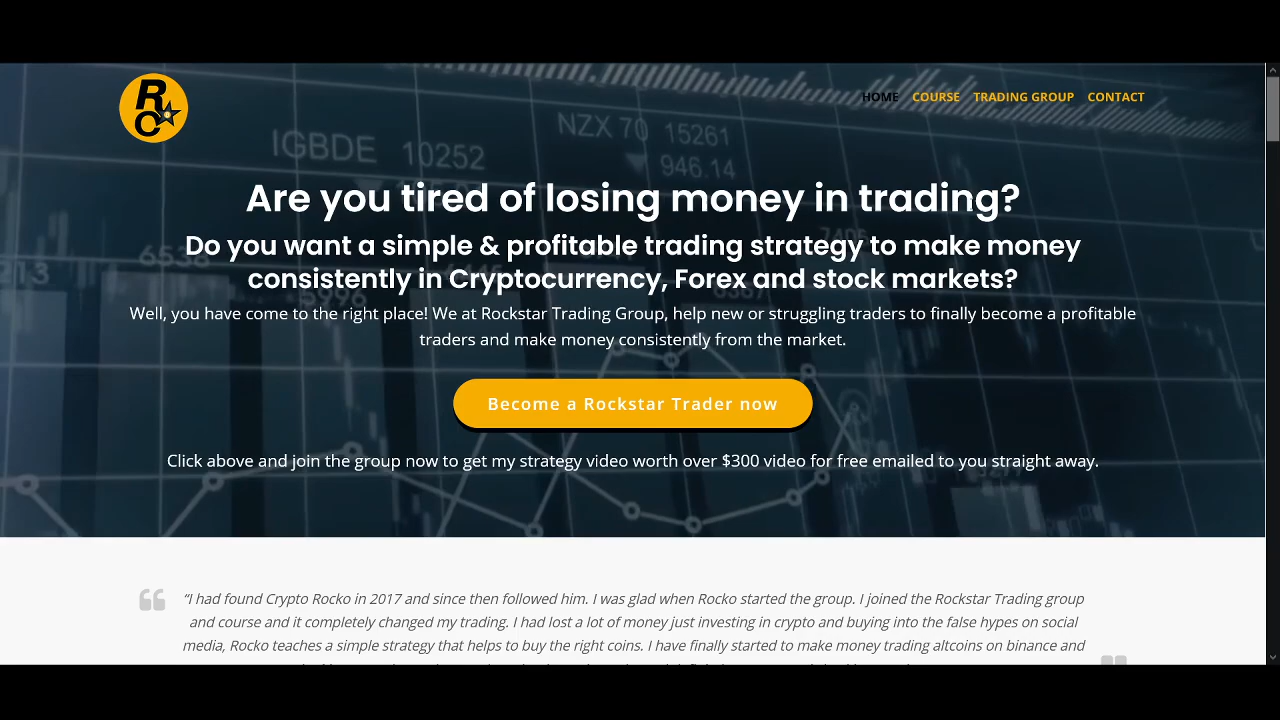 R
C
HOME COURSE TRADING GROUP CONTACT
IGBDE 10252
NZX 70 15261
946.14
Are you tired of losing money in trading?
Do you want a simple & profitable trading strategy to make money
consistently in Cryptocurrency, Forex and stock markets?
Well, you have come to the right place! We at Rockstar Trading Group, help new or struggling traders to finally become a profitable
traders and make money consistently from the market.
Become a Rockstar Trader now
Click above and join the group now to get my strategy video worth over $300 video for free emailed to you straight away.
“I had found Crypto Rocko in 2017 and since then followed him. I was glad when Rocko started the group. I joined the Rockstar Trading group
and course and it completely changed my trading. I had lost a lot of money just investing in crypto and buying into the false hypes on social
media, Rocko teaches a simple strategy that helps to buy the right coins. I have finally started to make money trading altcoins on binance and